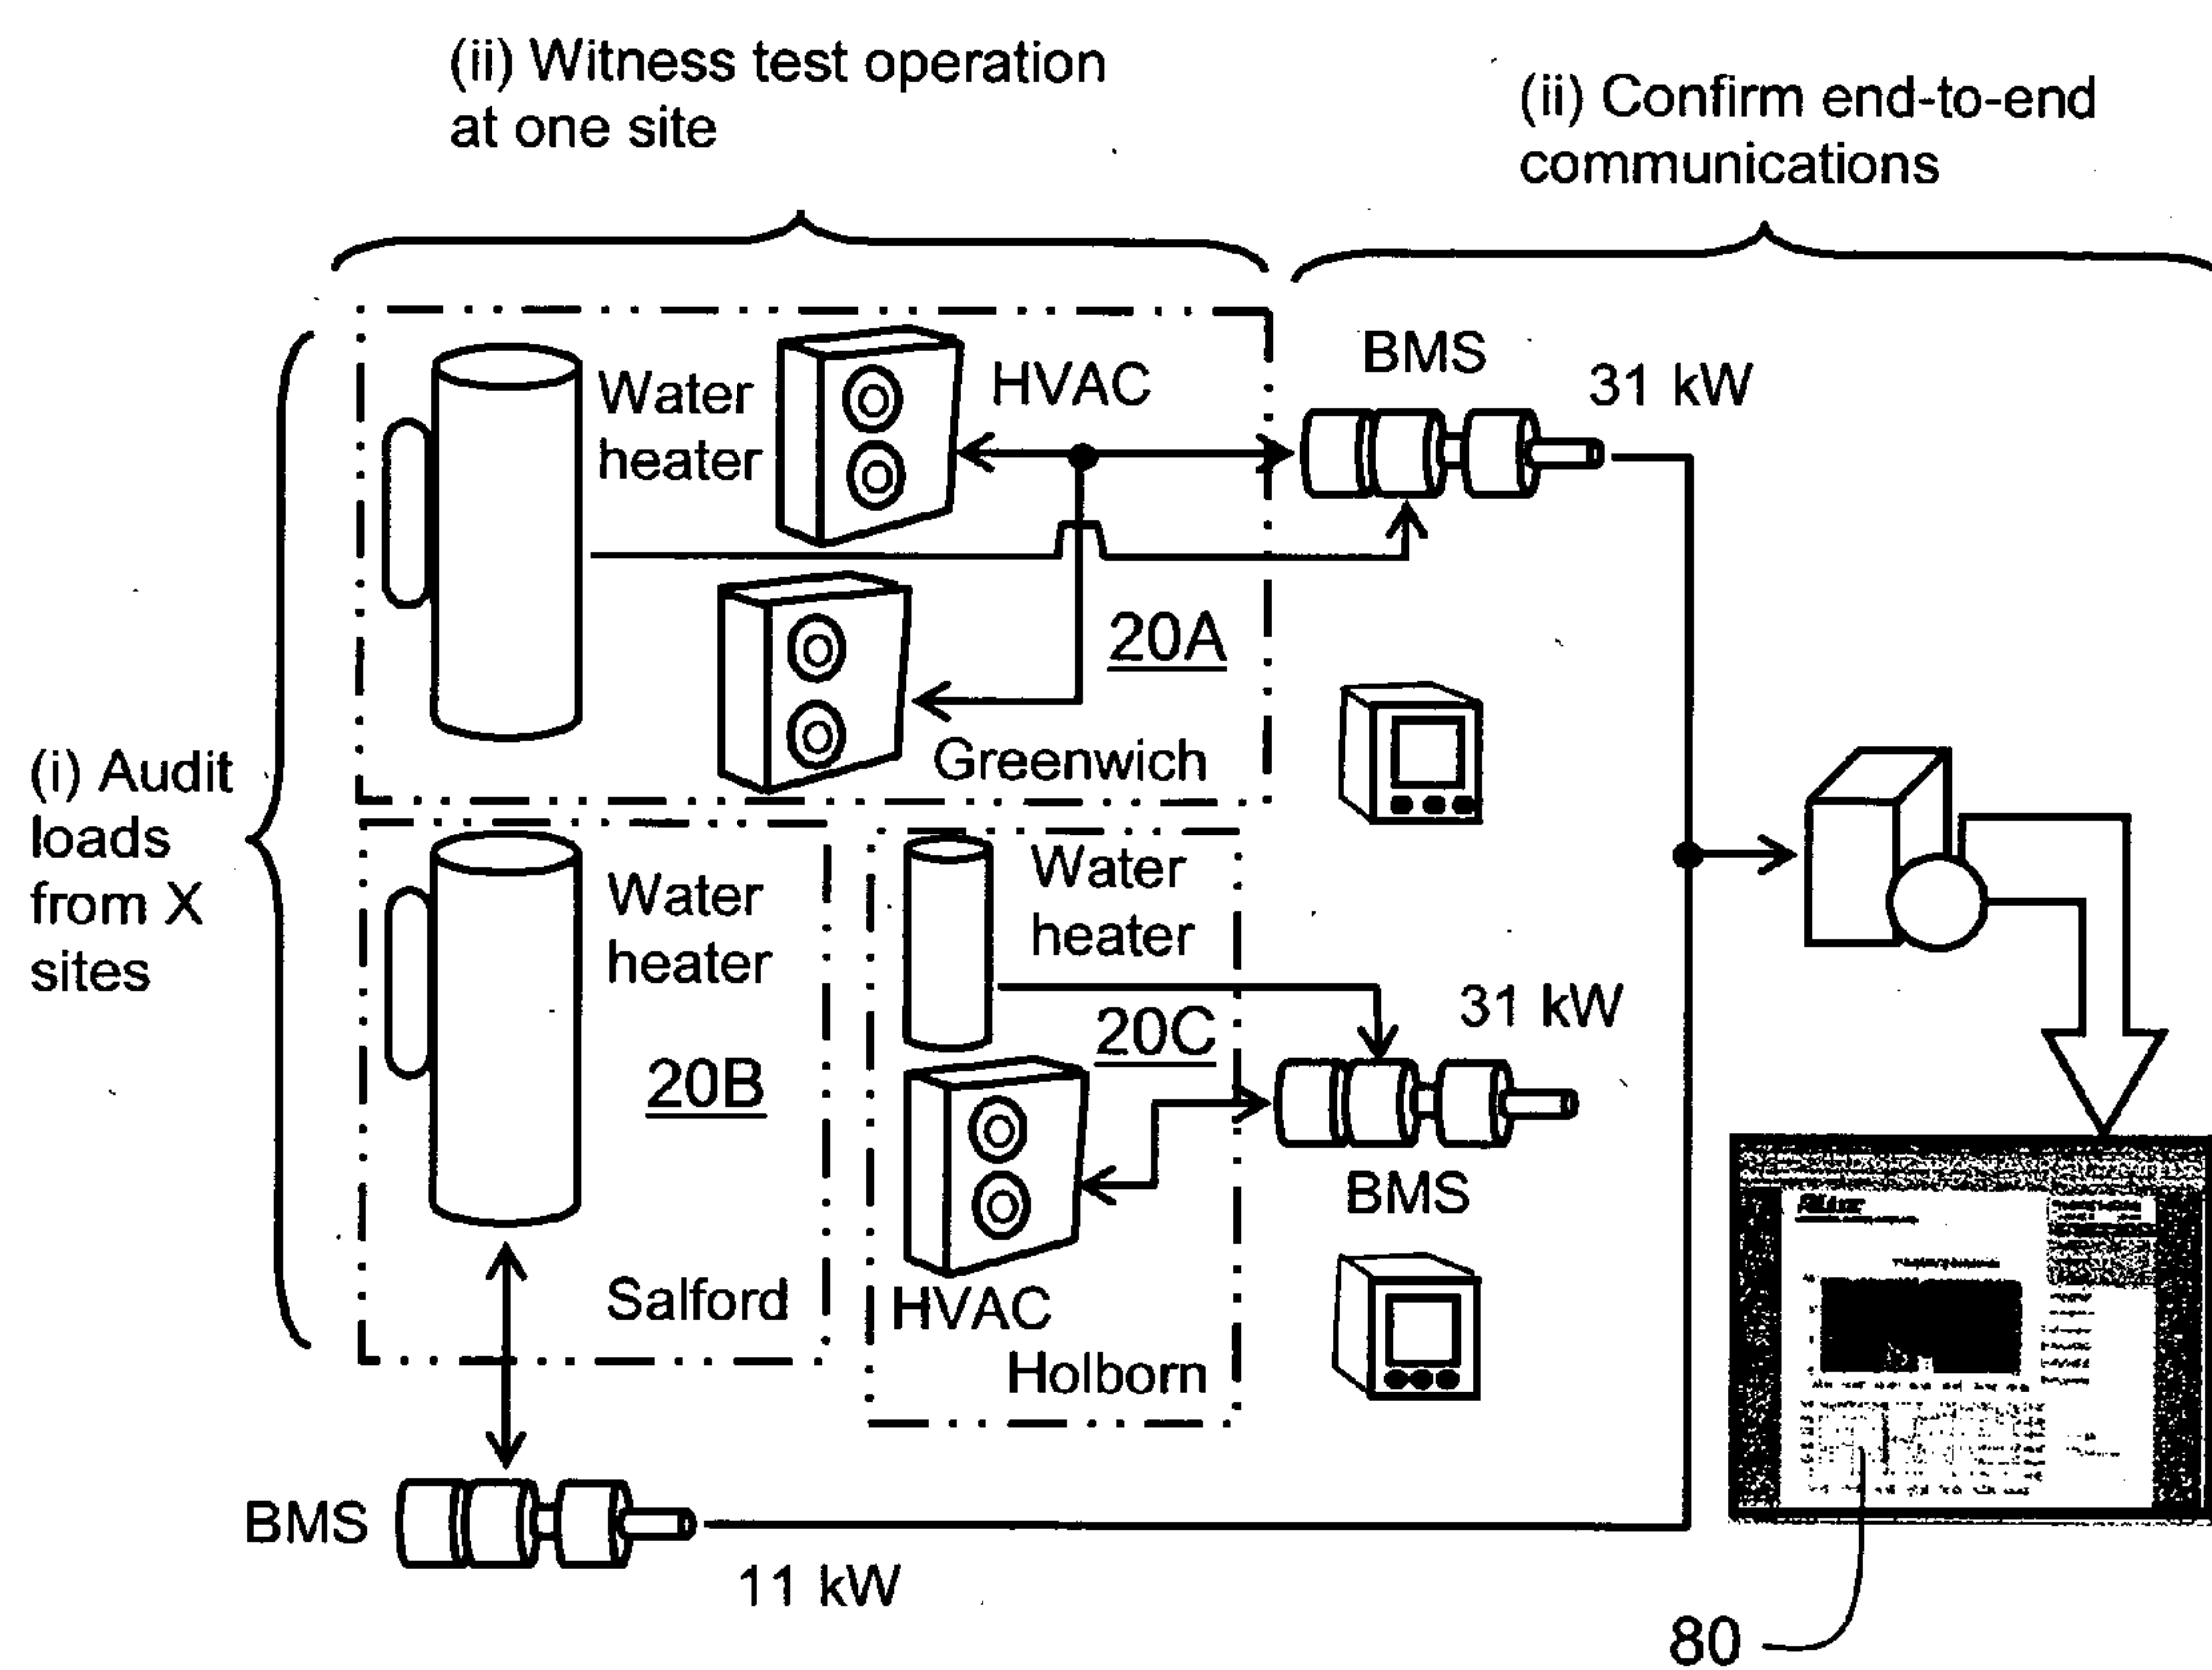 (ii) Witness test operation
at one site
(ii) Confirm end-to-end
communications
BMS
31 kW
Water
heater
HVAC
20A
Greenwich
(i) Audit
loads
from X
sites
Water
heater
20B
Salford
Water
heater
20C
HVAC
Holborn
31 kW
BMS
BMS
11 kW
80